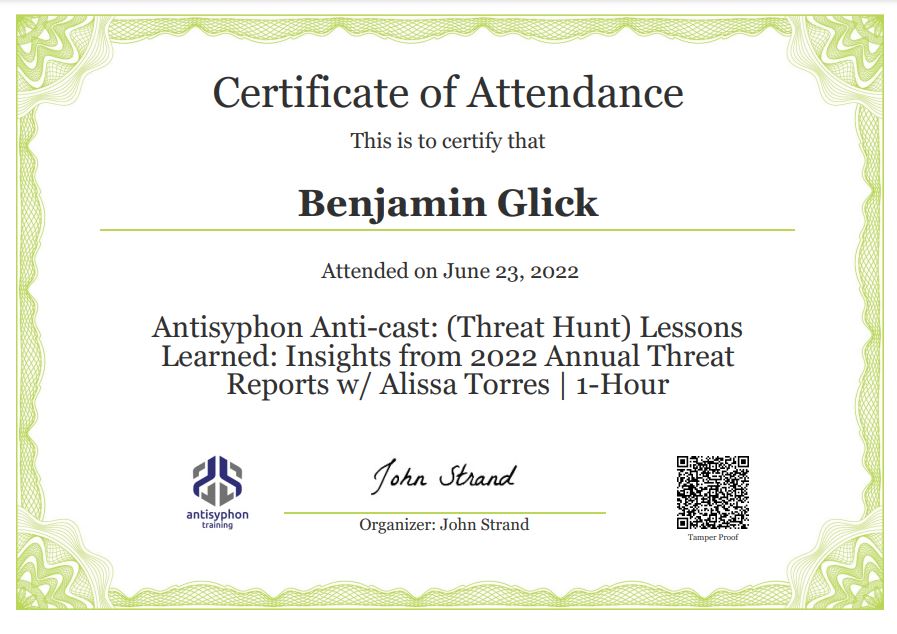 Certificate of Attendance
This is to certify that
Benjamin Glick
Attended on June 23, 2022
Antisyphon Anti-cast: (Threat Hunt) Lessons
Learned: Insights from 2022 Annual Threat
Reports w/ Alissa Torres | 1-Hour
John Strand
antisyphon
training
Organizer: John Strand
Tamper Proof